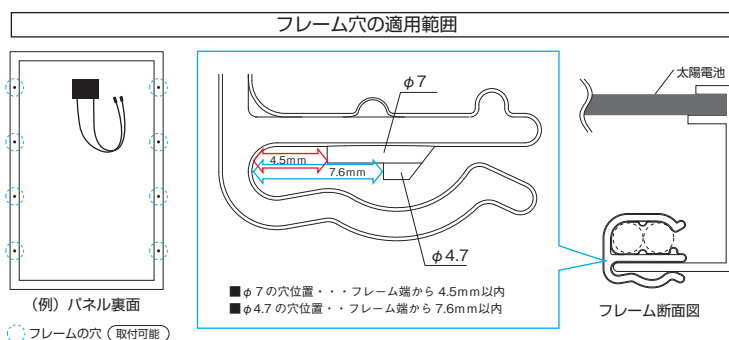 フレーム穴の適用範囲
太陽電池
φ7
4.5mm
7.6mm
φ4.7
■φ7の穴位置・・・フレーム端から4.5mm以内
■φ4.7の穴位置・・フレーム端から7.6mm以内
(例) パネル裏面
フレームの穴 (取付可能)
フレーム断面図